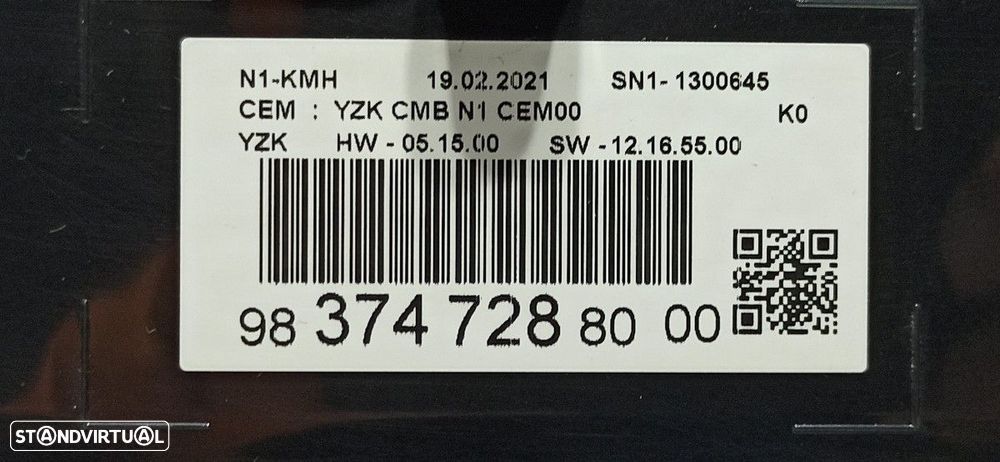 N1-KMH 19.02.2021 SN1- 1300645
CEM : YZK CMB N1 CEM00 K0
YZK HW - 05.15.00 SW -12.16.55.00
98 374 728 80 00
STANDVIRTUAL